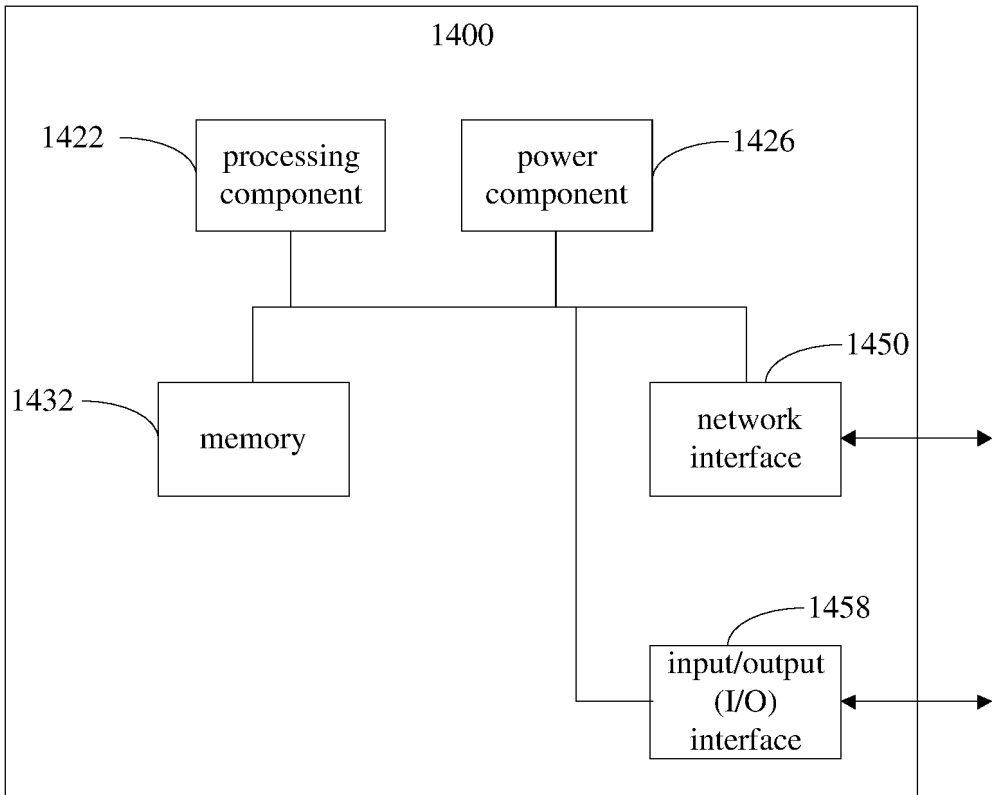 1400
1422
processing
component
power
component
1426
1432
memory
1450
network
interface
1458
input/output
(I/O)
interface